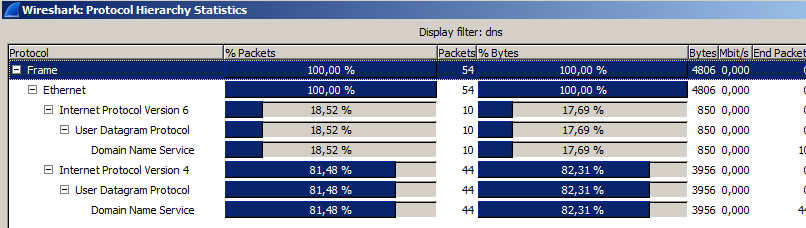 Wireshark: Protocol Hierarchy Statistics
Display filter: dns
Protocol % Packets Packets % Bytes Bytes Mbit/s End Packet
Frame 100,00 % 54 100,00 % 4806 0,000
Ethernet 100,00 % 54 100,00 % 4806 0,000
Internet Protocol Version 6 18,52 % 10 17,69 % 850 0,000
User Datagram Protocol 18,52 % 10 17,69 % 850 0,000
Domain Name Service 18,52 % 10 17,69 % 850 0,000 10
Internet Protocol Version 4 81,48 % 44 82,31 % 3956 0,000
User Datagram Protocol 81,48 % 44 82,31 % 3956 0,000
Domain Name Service 81,48 % 44 82,31 % 3956 0,000 44